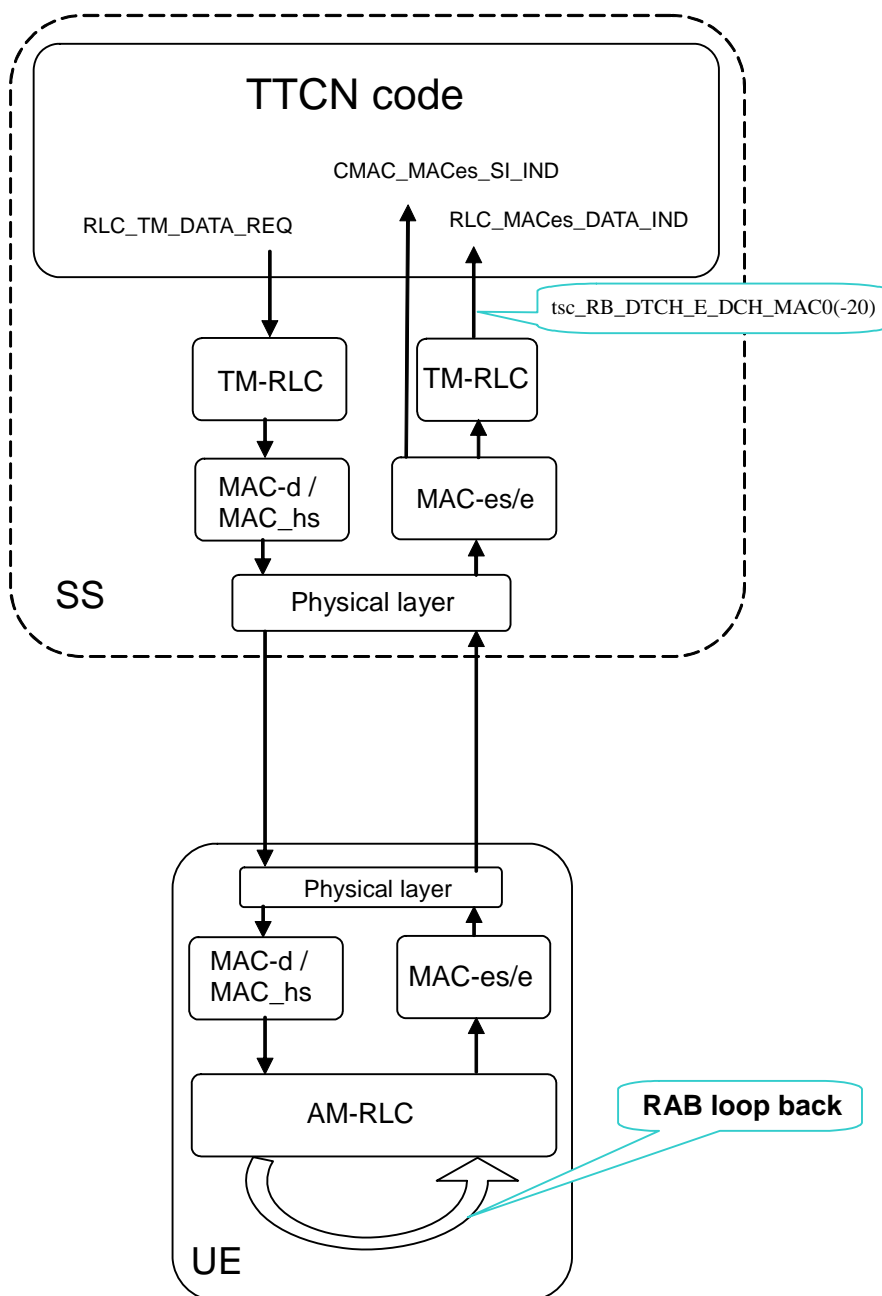 TTCN code
CMAC_MACes_SI_IND
RLC_TM_DATA_REQ
RLC_MACes_DATA_IND
tsc_RB_DTCH_E_DCH_MAC0(-20)
TM-RLC
TM-RLC
MAC-d /
MAC_hs
MAC-es/e
SS
Physical layer
Physical layer
MAC-d /
MAC_hs
MAC-es/e
AM-RLC
RAB loop back
UE